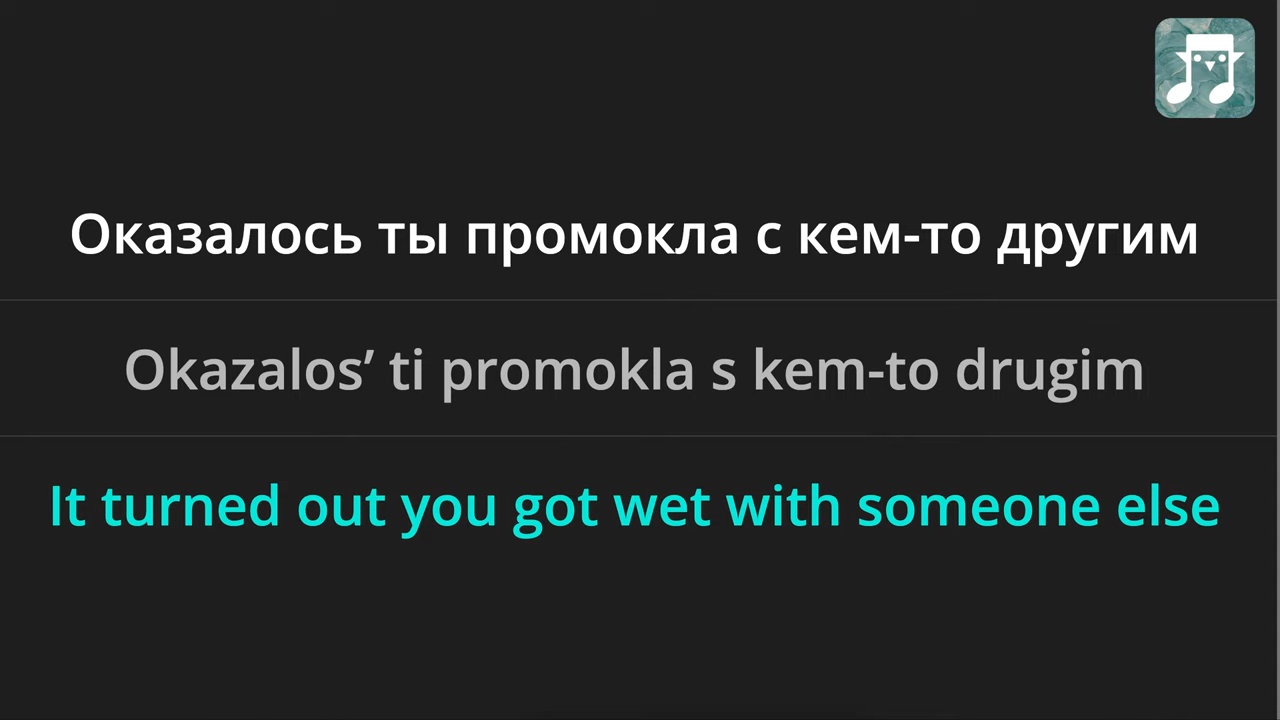 Оказалось ты промокла с кем-то другим
Okazalos’ ti promokla s kem-to drugim
It turned out you got wet with someone else